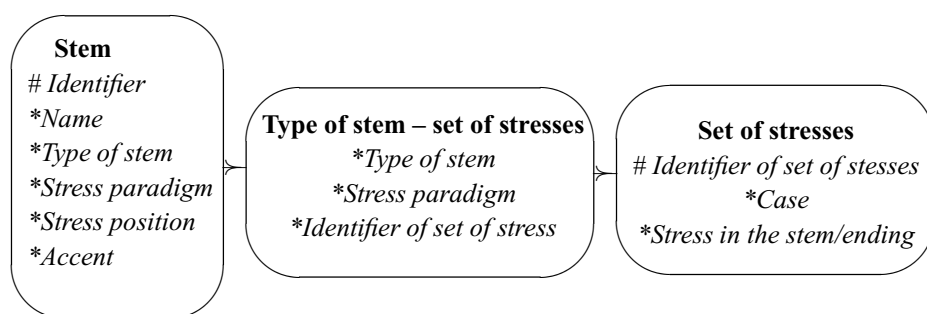 Stem
# Identifier
*Name
*Type of stem
*Stress paradigm
*Stress position
*Accent
Type of stem – set of stresses
*Type of stem
*Stress paradigm
*Identifier of set of stress
Set of stresses
# Identifier of set of stesses
*Case
*Stress in the stem/ending